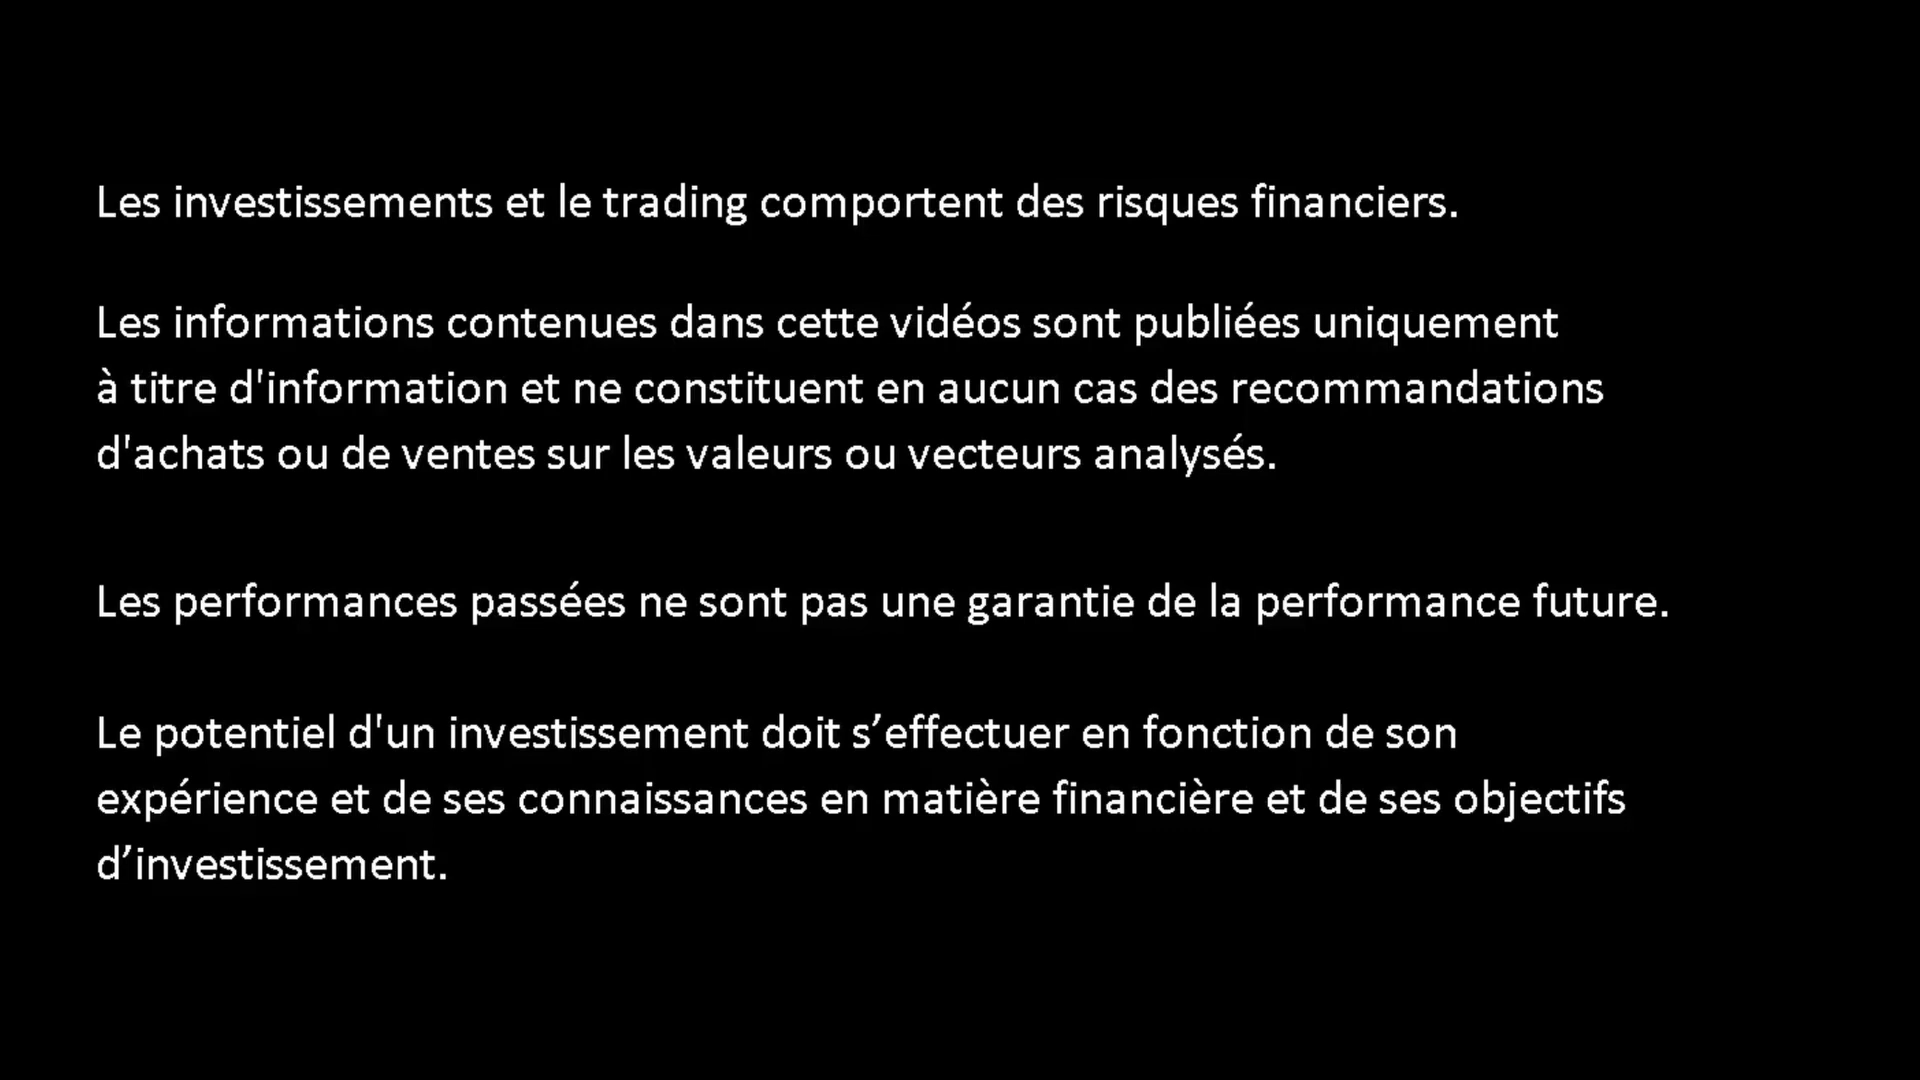 Les investissements et le trading comportent des risques financiers.
Les informations contenues dans cette vidéos sont publiées uniquement
à titre d'information et ne constituent en aucun cas des recommandations
d'achats ou de ventes sur les valeurs ou vecteurs analysés.
Les performances passées ne sont pas une garantie de la performance future.
Le potentiel d'un investissement doit s’effectuer en fonction de son
expérience et de ses connaissances en matière financière et de ses objectifs
d’investissement.